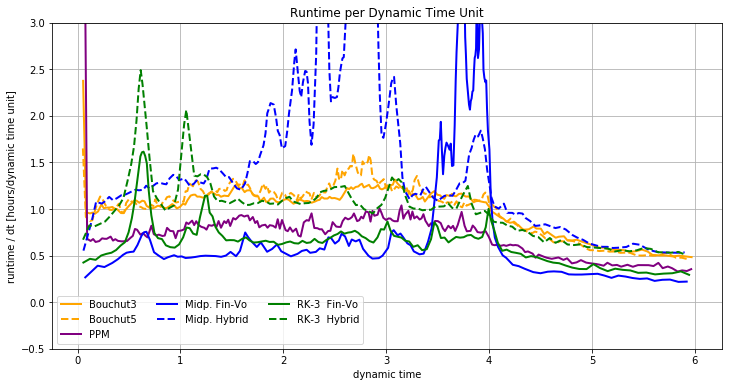 Runtime per Dynamic Time Unit
runtime / dt [hours/dynamic time unit]
3.0
2.5
2.0
1.5
1.0
0.5
0.0
-0.5
Bouchut3
Bouchut5
PPM
Midp. Fin-Vo
Midp. Hybrid
RK-3 Fin-Vo
RK-3 Hybrid
0 1 2 3 4 5 6
dynamic time